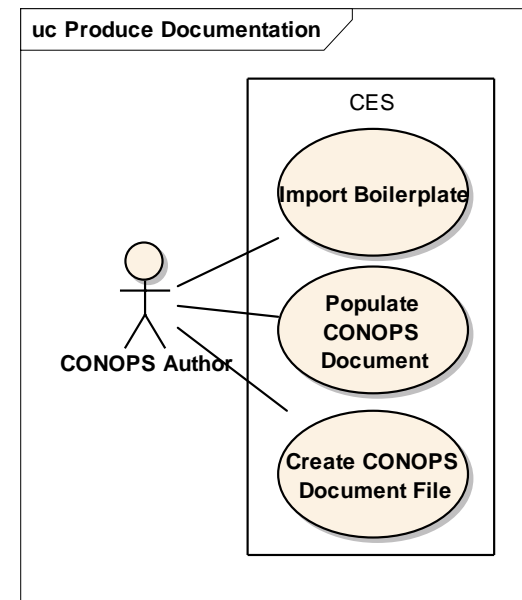 uc Produce Documentation
CES
Import Boilerplate
Populate
CONOPS
Document
CONOPS Author
Create CONOPS
Document File